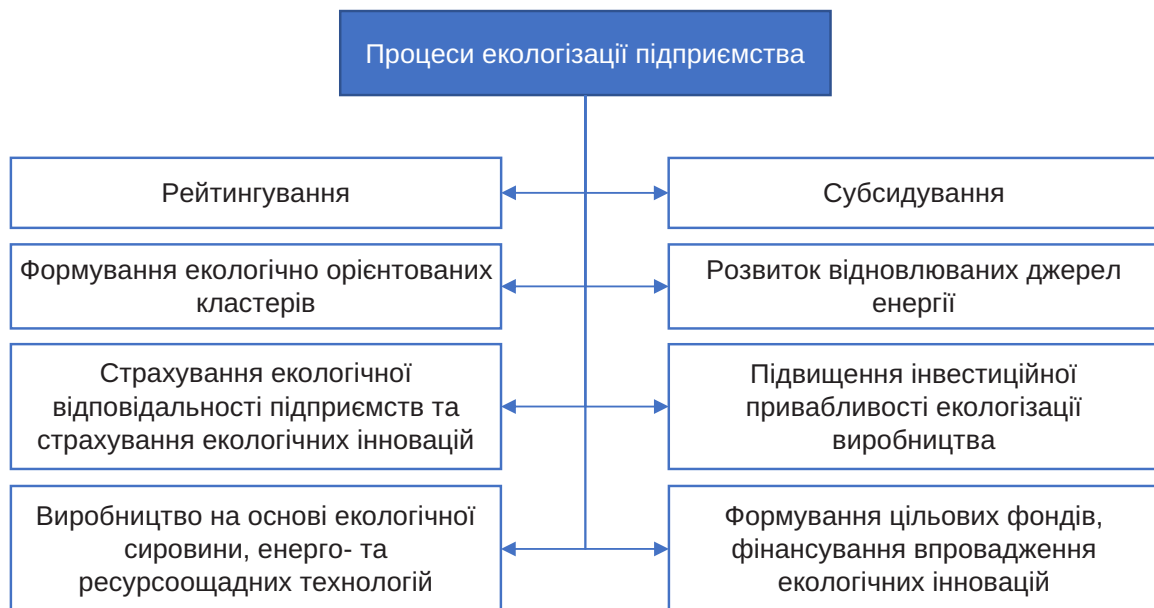 Процеси екологізації підприємства
Рейтингування
Субсидування
Формування екологічно орієнтованих
кластерів
Розвиток відновлюваних джерел
енергії
Страхування екологічної
відповідальності підприємств та
страхування екологічних інновацій
Підвищення інвестиційної
привабливості екологізації
виробництва
Виробництво на основі екологічної
сировини, енерго- та
ресурсоощадних технологій
Формування цільових фондів,
фінансування впровадження
екологічних інновацій